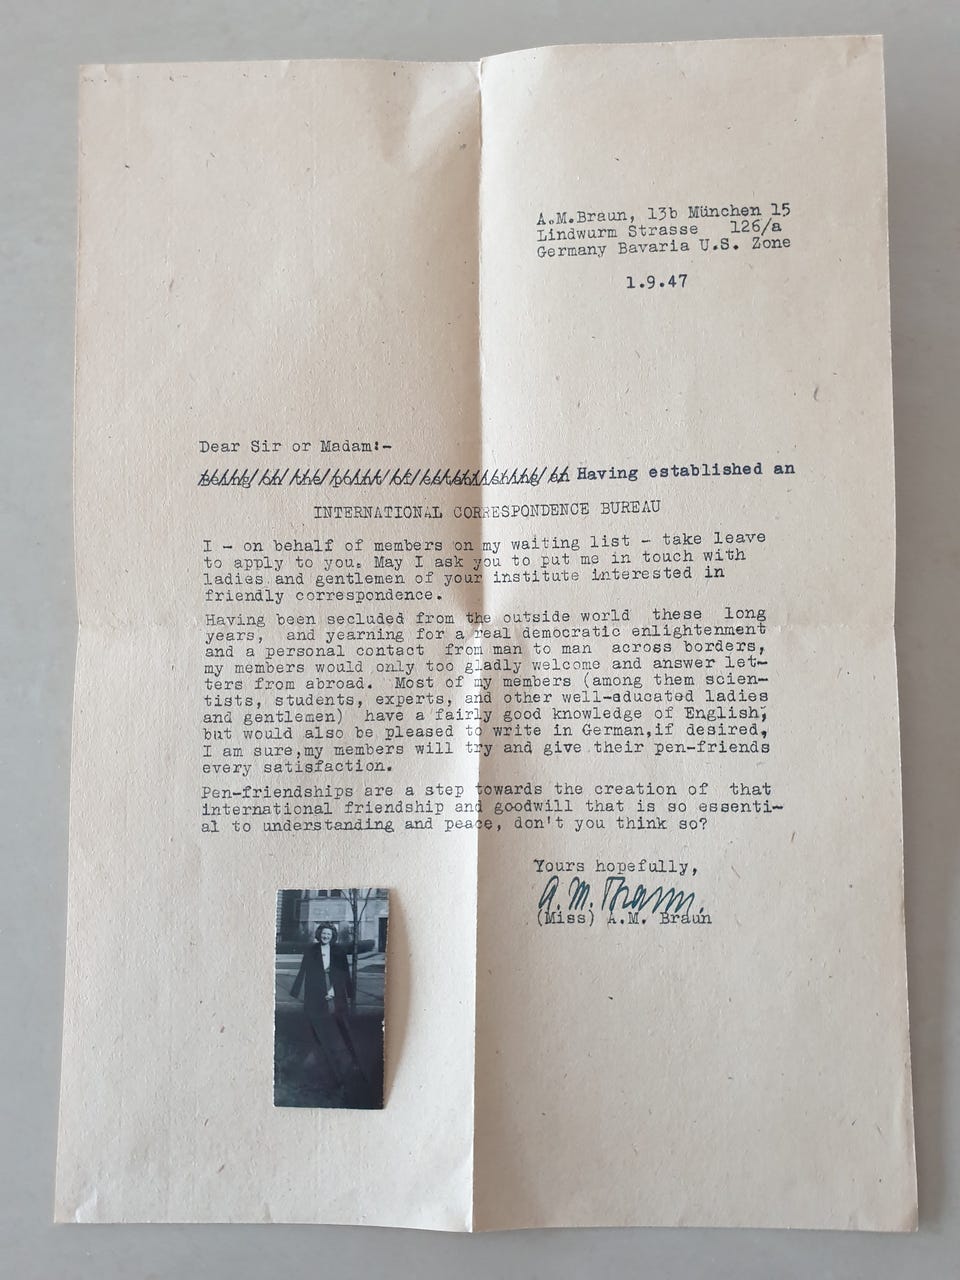 A.M.Braun, 13b München 15
Lindwurm Strasse 126/a
Germany Bavaria U.S. Zone
1.9.47
Dear Sir or Madam:-
Being on the point of establishing an Having established an
INTERNATIONAL CORRESPONDENCE BUREAU
I - on behalf of members on my waiting list - take leave
to apply to you. May I ask you to put me in touch with
ladies and gentlemen of your institute interested in
friendly correspondence.
Having been secluded from the outside world these long
years, and yearning for a real democratic enlightenment
and a personal contact from man to man across borders,
my members would only too gladly welcome and answer let-
ters from abroad. Most of my members (among them scien-
tists, students, experts, and other well-educated ladies
and gentlemen) have a fairly good knowledge of English;
but would also be pleased to write in German,if desired,
I am sure,my members will try and give their pen-friends
every satisfaction.
Pen-friendships are a step towards the creation of that
international friendship and goodwill that is so essenti-
al to understanding and peace, don't you think so?
Yours hopefully,
A. M. Braun.
(Miss) A.M. Braun